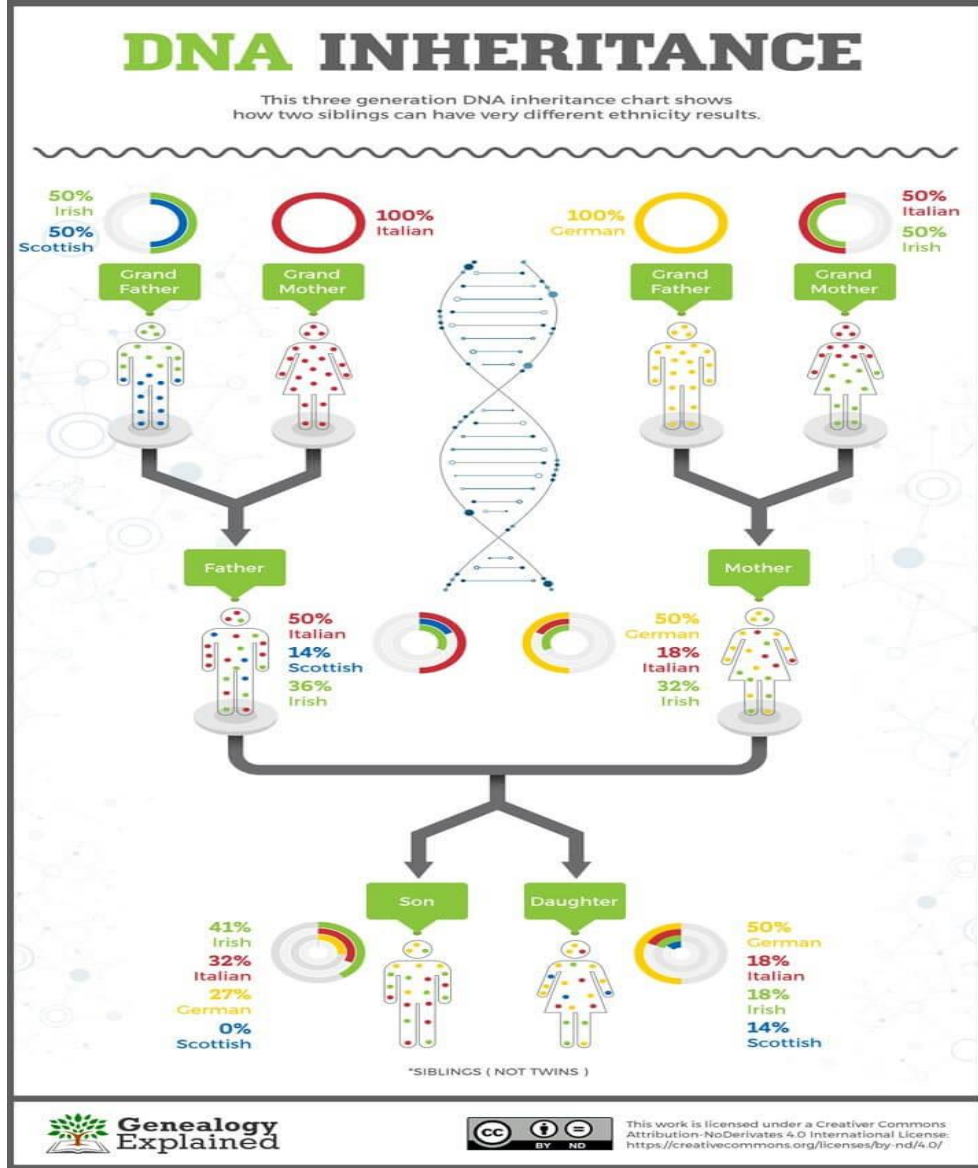 DNA INHERITANCE
This three generation DNA inheritance chart shows
how two siblings can have very different ethnicity results.
50%
Irish
50%
Scottish
100%
Italian
100%
German
50%
Italian
50%
Irish
Grand
Father
Grand
Mother
Grand
Father
Grand
Mother
Father
Mother
50%
Italian
14%
Scottish
36%
Irish
50%
German
18%
Italian
32%
Irish
Son
Daughter
41%
Irish
32%
Italian
27%
German
0%
Scottish
50%
German
18%
Italian
18%
Irish
14%
Scottish
*SIBLINGS ( NOT TWINS )
Genealogy
Explained
cc
BY ND
This work is licensed under a Creativer Commons
Attribution-NoDerivates 4.0 International License:
https://creativecommons.org/licenses/by-nd/4.0/